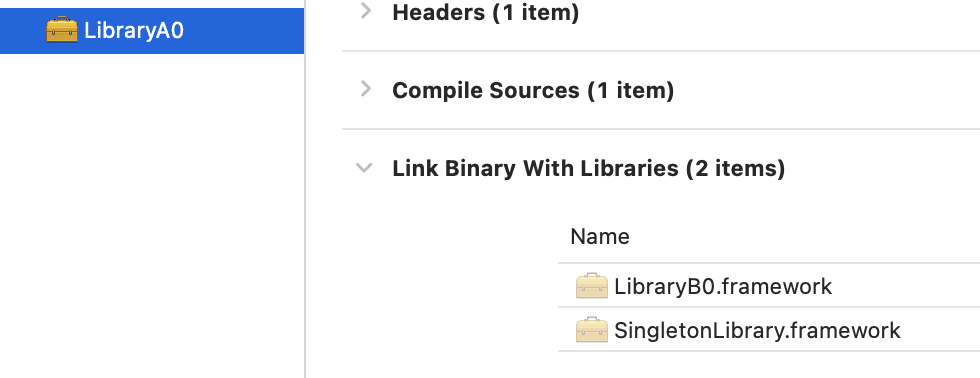 LibraryA0
Headers (1 item)
Compile Sources (1 item)
Link Binary With Libraries (2 items)
Name
LibraryB0.framework
SingletonLibrary.framework